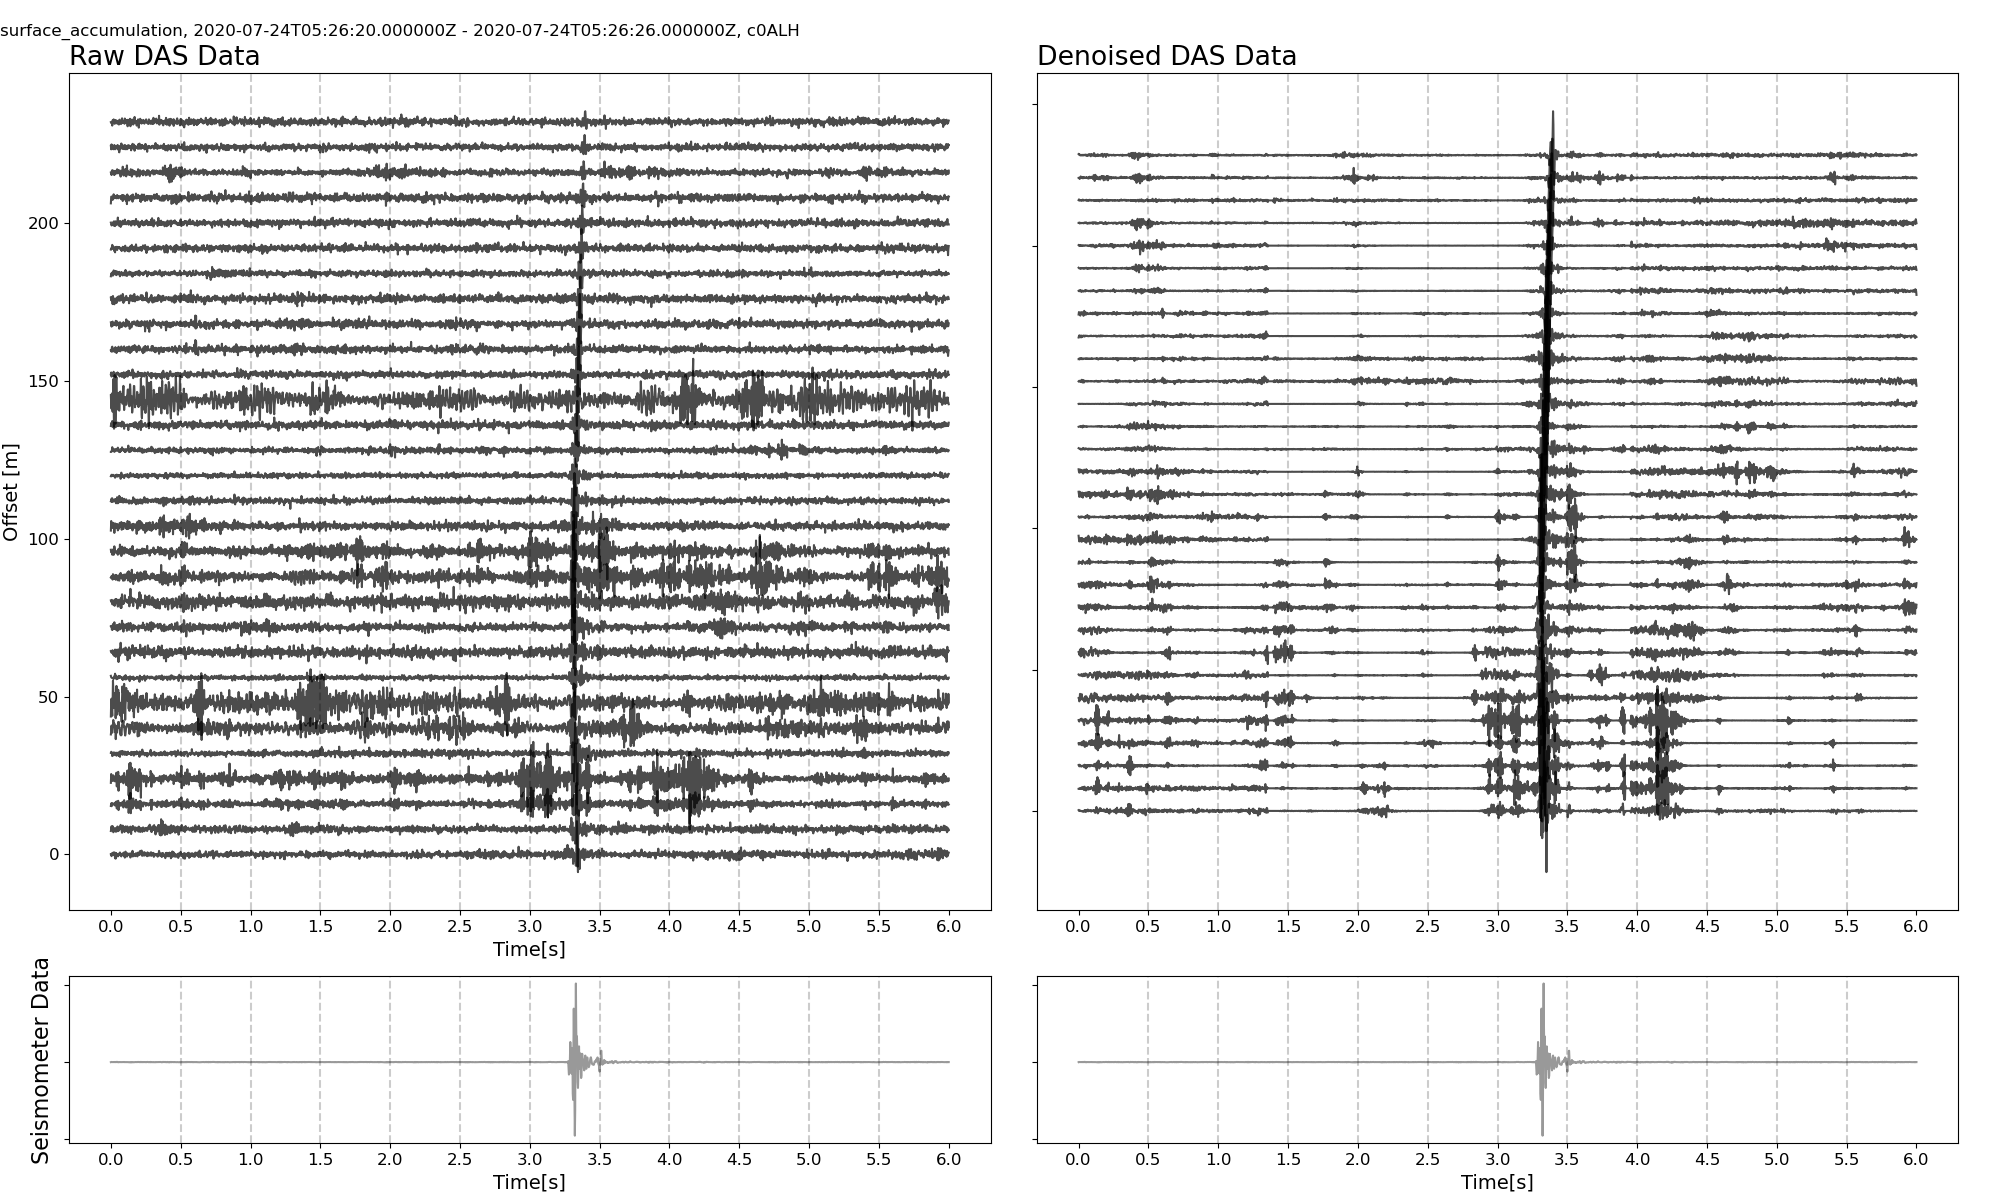 surface_accumulation, 2020-07-24T05:26:20.000000Z - 2020-07-24T05:26:26.000000Z, c0ALH
Raw DAS Data
Denoised DAS Data
Offset [m]
200
150
100
50
0
0.0 0.5 1.0 1.5 2.0 2.5 3.0 3.5 4.0 4.5 5.0 5.5 6.0
Time[s]
0.0 0.5 1.0 1.5 2.0 2.5 3.0 3.5 4.0 4.5 5.0 5.5 6.0
Seismometer Data
0.0 0.5 1.0 1.5 2.0 2.5 3.0 3.5 4.0 4.5 5.0 5.5 6.0
Time[s]
0.0 0.5 1.0 1.5 2.0 2.5 3.0 3.5 4.0 4.5 5.0 5.5 6.0
Time[s]